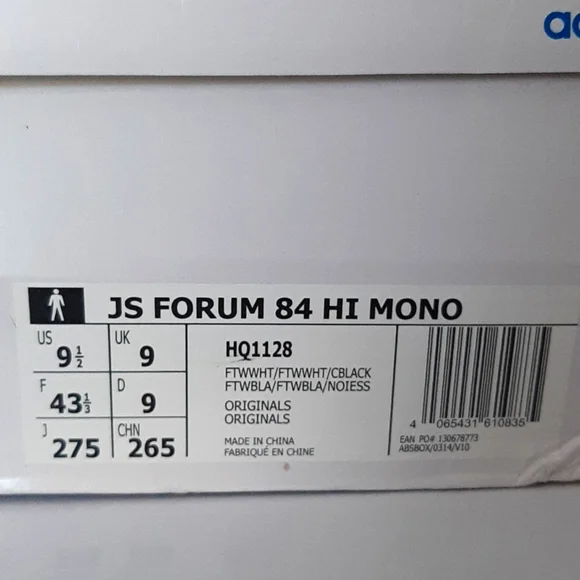 ad
JS FORUM 84 HI MONO
US 9½ UK 9
F 43⅓ D 9
J 275 CHN 265
HQ1128
FTWWHT/FTWWHT/CBLACK
FTWBLA/FTWBLA/NOIESS
ORIGINALS
ORIGINALS
MADE IN CHINA
FABRIQUÉ EN CHINE
4 065431 610835
EAN PO# 130678773
ABSBOX/0314/V10